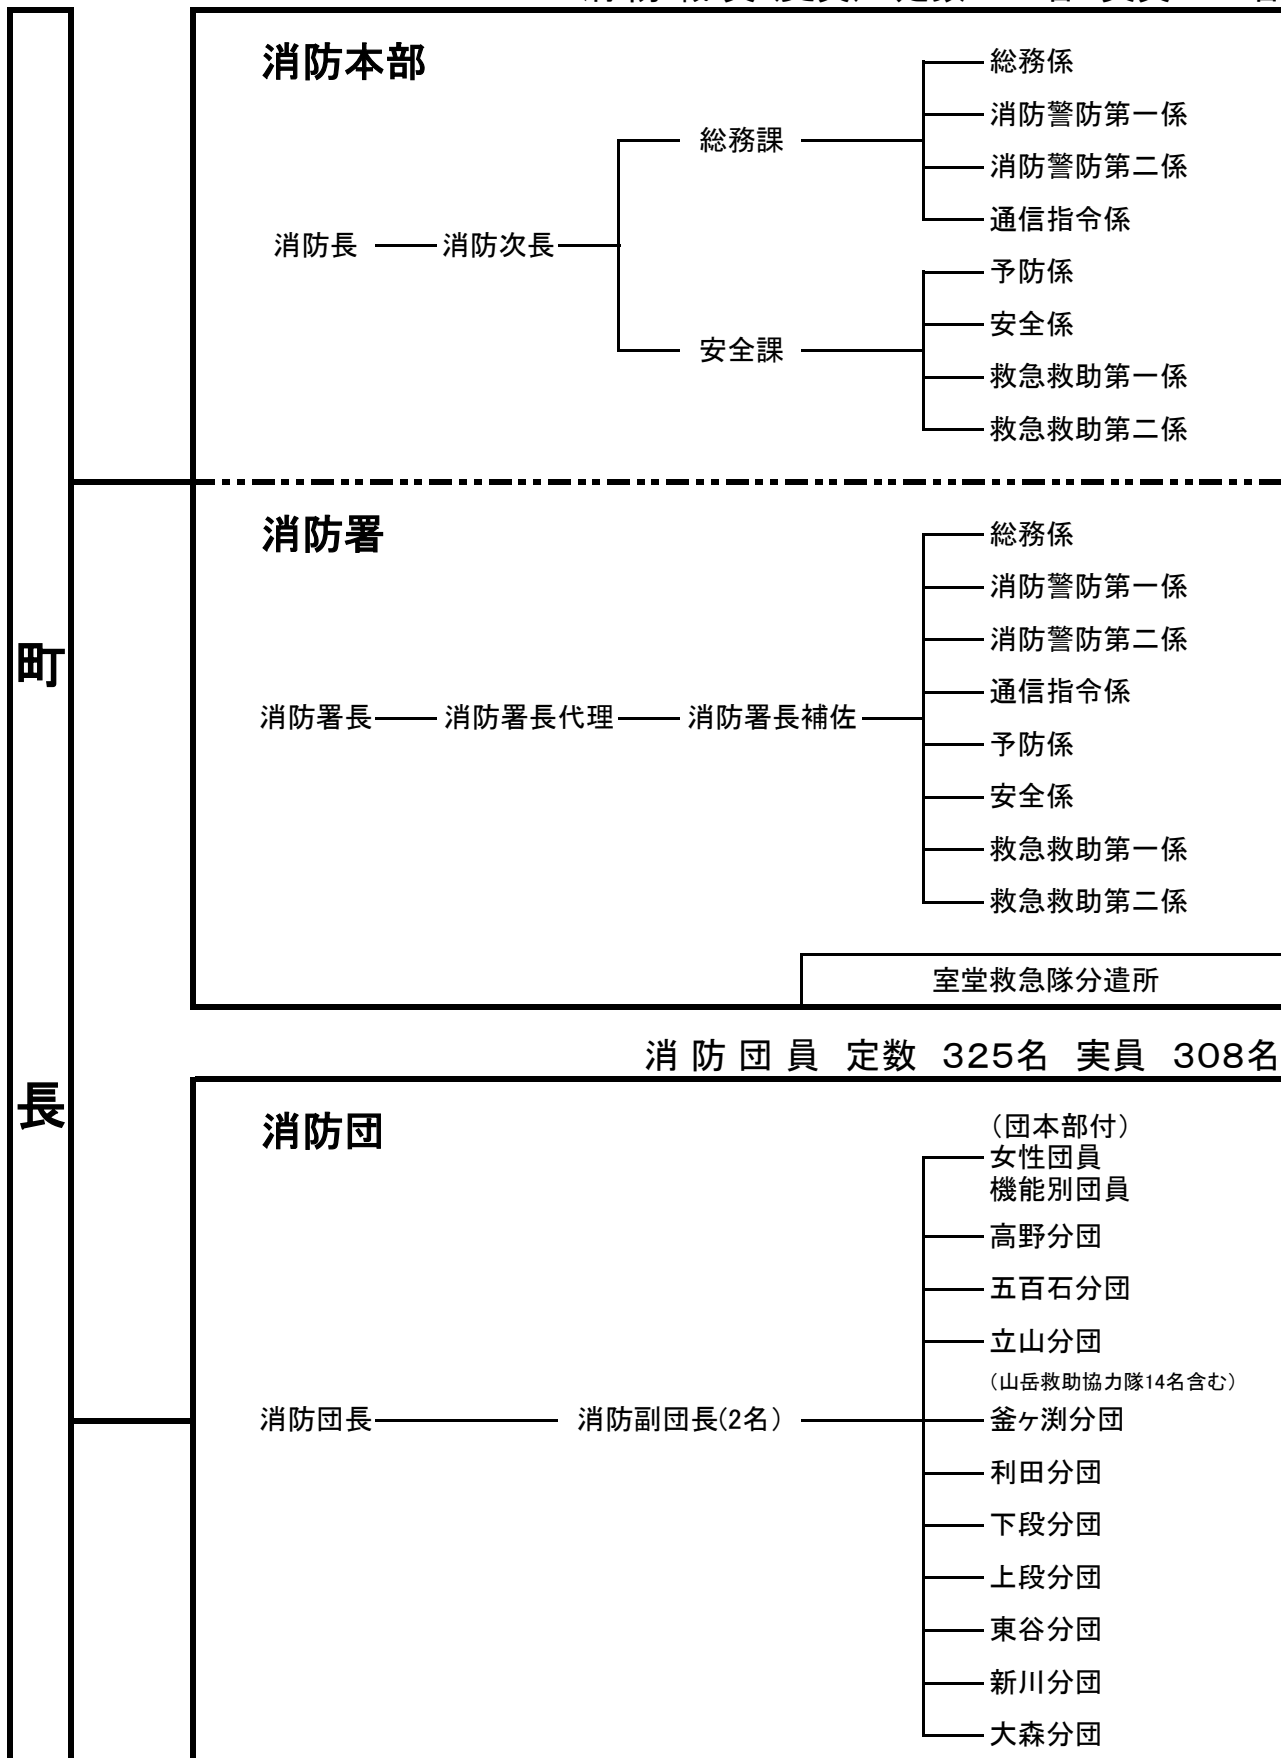 消防本部
総務係
消防警防第一係
総務課
消防警防第二係
通信指令係
消防長
消防次長
予防係
安全係
安全課
救急救助第一係
救急救助第二係
消防署
総務係
消防警防第一係
消防警防第二係
通信指令係
消防署長
消防署長代理
消防署長補佐
予防係
安全係
救急救助第一係
救急救助第二係
室堂救急隊分遣所
町長
消防団員 定数 325名 実員 308名
消防団
(団本部付)
女性団員
機能別団員
高野分団
五百石分団
立山分団
(山岳救助協力隊14名含む)
消防団長
消防副団長(2名)
釜ヶ渕分団
利田分団
下段分団
上段分団
東谷分団
新川分団
大森分団